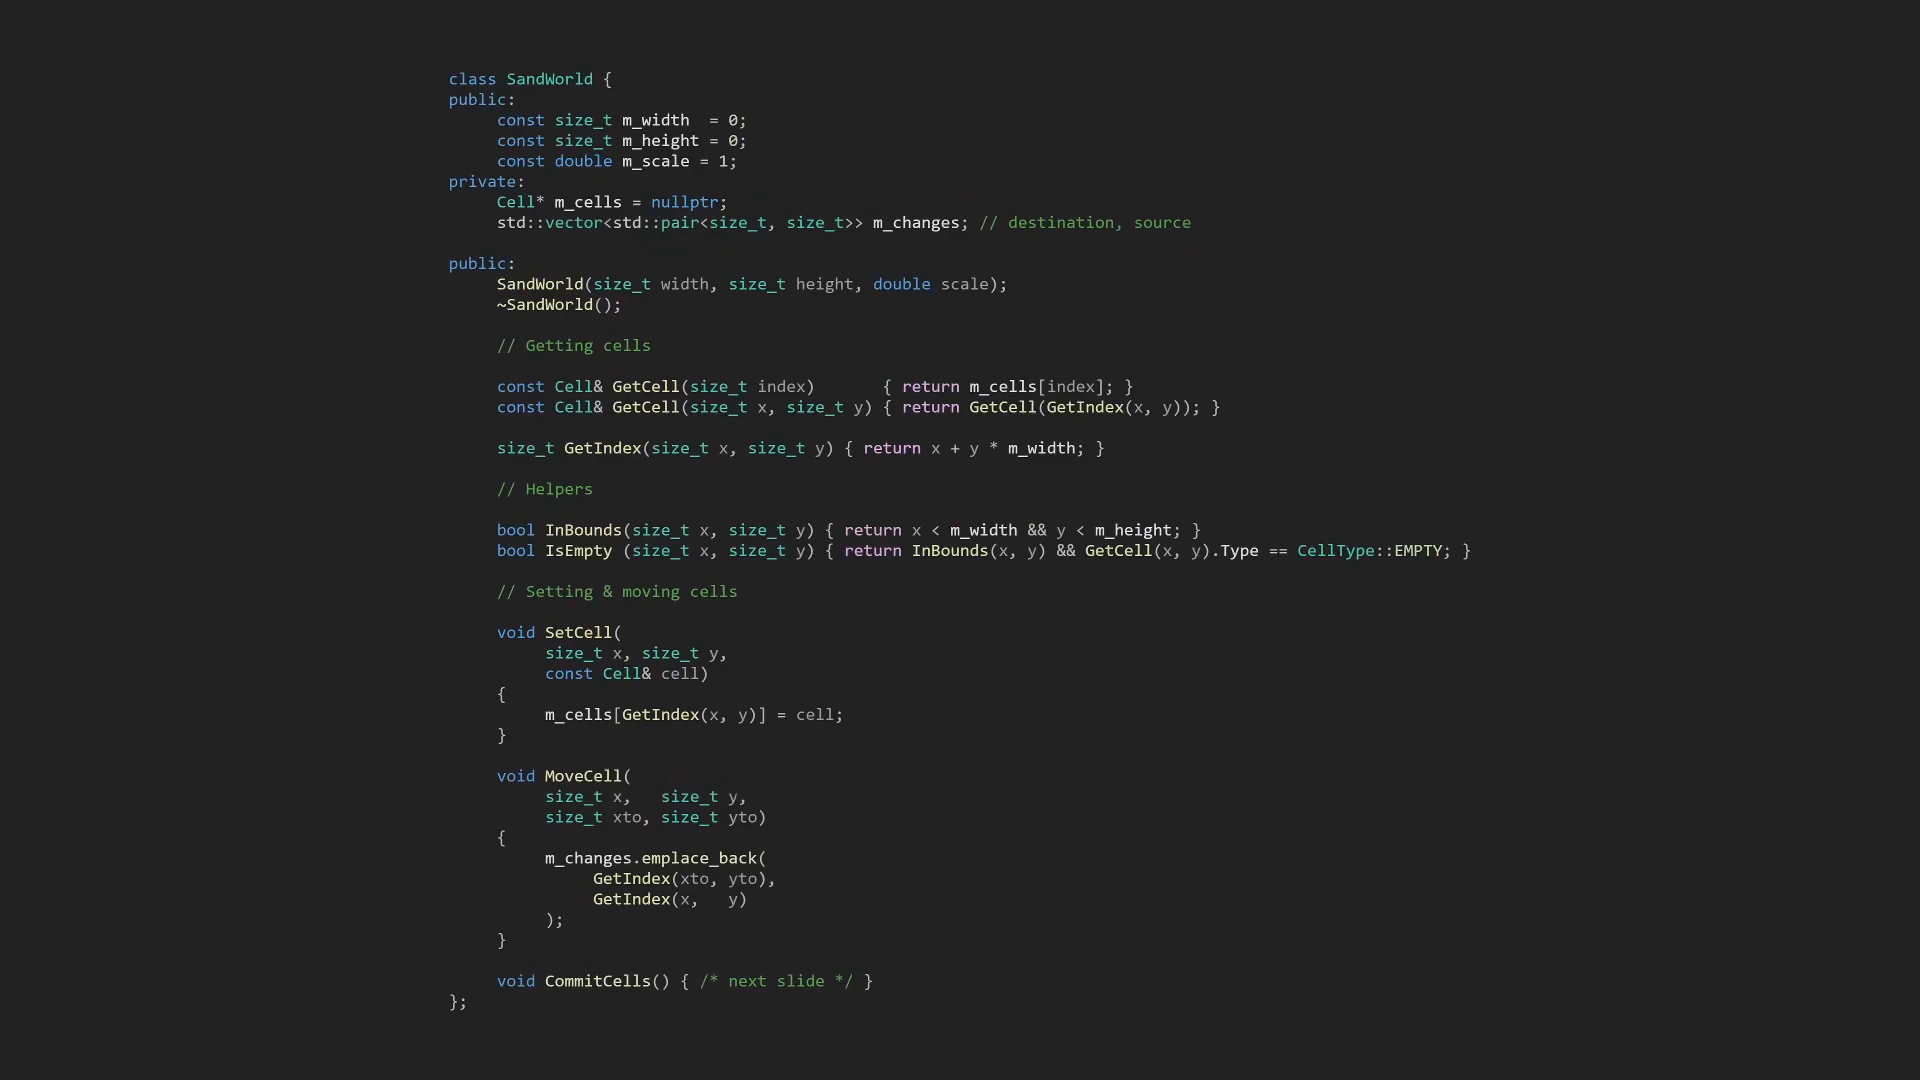 class SandWorld {
public:
     const size_t m_width  = 0;
     const size_t m_height = 0;
     const double m_scale = 1;
private:
     Cell* m_cells = nullptr;
     std::vector<std::pair<size_t, size_t>> m_changes; // destination, source

public:
     SandWorld(size_t width, size_t height, double scale);
     ~SandWorld();

     // Getting cells

     const Cell& GetCell(size_t index)       { return m_cells[index]; }
     const Cell& GetCell(size_t x, size_t y) { return GetCell(GetIndex(x, y)); }

     size_t GetIndex(size_t x, size_t y) { return x + y * m_width; }

     // Helpers

     bool InBounds(size_t x, size_t y) { return x < m_width && y < m_height; }
     bool IsEmpty (size_t x, size_t y) { return InBounds(x, y) && GetCell(x, y).Type == CellType::EMPTY; }

     // Setting & moving cells

     void SetCell(
          size_t x, size_t y,
          const Cell& cell)
     {
          m_cells[GetIndex(x, y)] = cell;
     }

     void MoveCell(
          size_t x,   size_t y,
          size_t xto, size_t yto)
     {
          m_changes.emplace_back(
               GetIndex(xto, yto),
               GetIndex(x,   y)
          );
     }

     void CommitCells() { /* next slide */ }
};